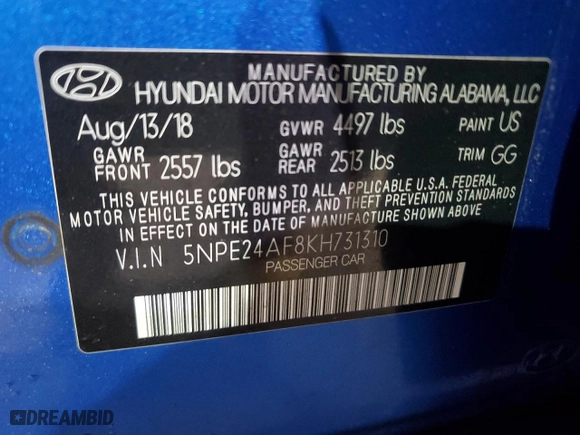 MANUFACTURED BY
HYUNDAI MOTOR MANUFACTURING ALABAMA, LLC
Aug/13/18 GVWR 4497 lbs PAINT US
GAWR FRONT 2557 lbs GAWR REAR 2513 lbs TRIM GG
THIS VEHICLE CONFORMS TO ALL APPLICABLE U.S.A. FEDERAL
MOTOR VEHICLE SAFETY, BUMPER, AND THEFT PREVENTION STANDARDS
IN EFFECT ON THE DATE OF MANUFACTURE SHOWN ABOVE.
V.I.N 5NPE24AF8KH731310
PASSENGER CAR
DREAMBID